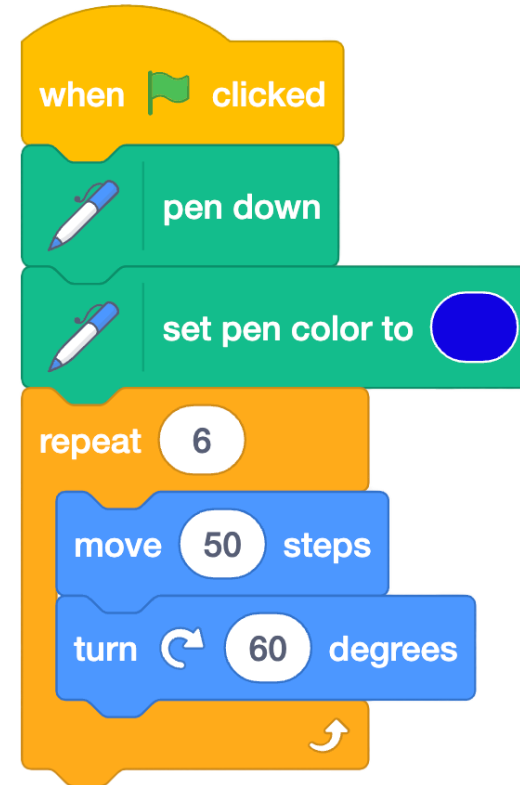 when clicked
pen down
set pen color to
repeat 6
move 50 steps
turn 60 degrees